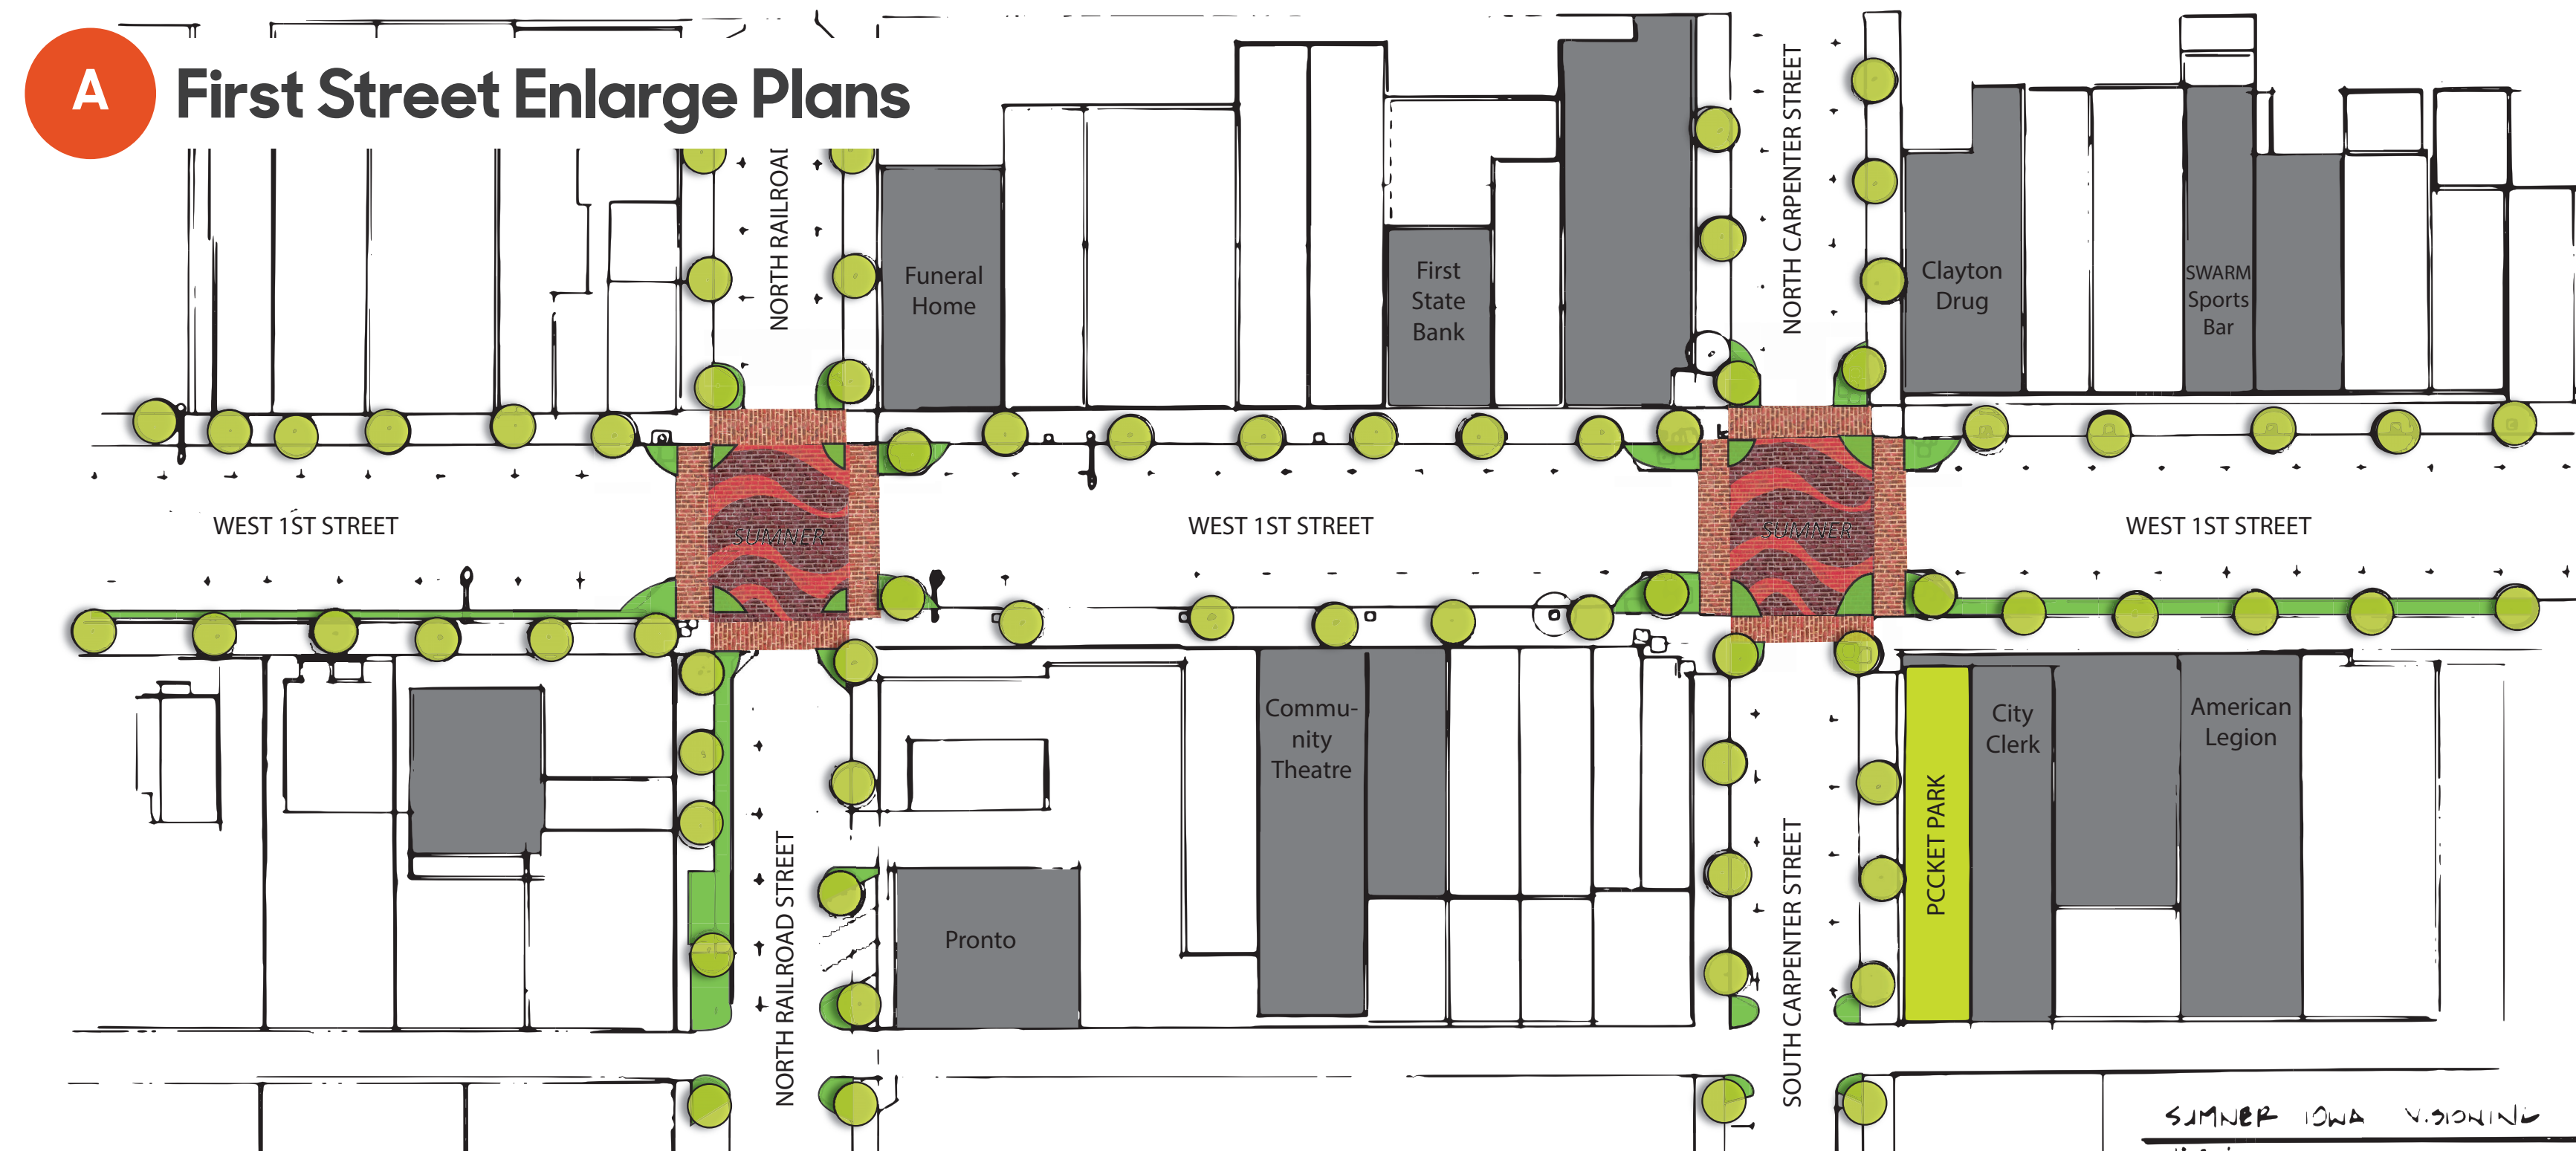 A
First Street Enlarge Plans
NORTH RAILROAD
NORTH CARPENTER STREET
Funeral
Home
First
State
Bank
Clayton
Drug
SWARM
Sports
Bar
WEST 1ST STREET
SUMNER
WEST 1ST STREET
SUMNER
WEST 1ST STREET
Commu-
nity
Theatre
City
Clerk
American
Legion
PCCKET PARK
Pronto
NORTH RAILROAD STREET
SOUTH CARPENTER STREET
SUMNER IOWA VISIONING